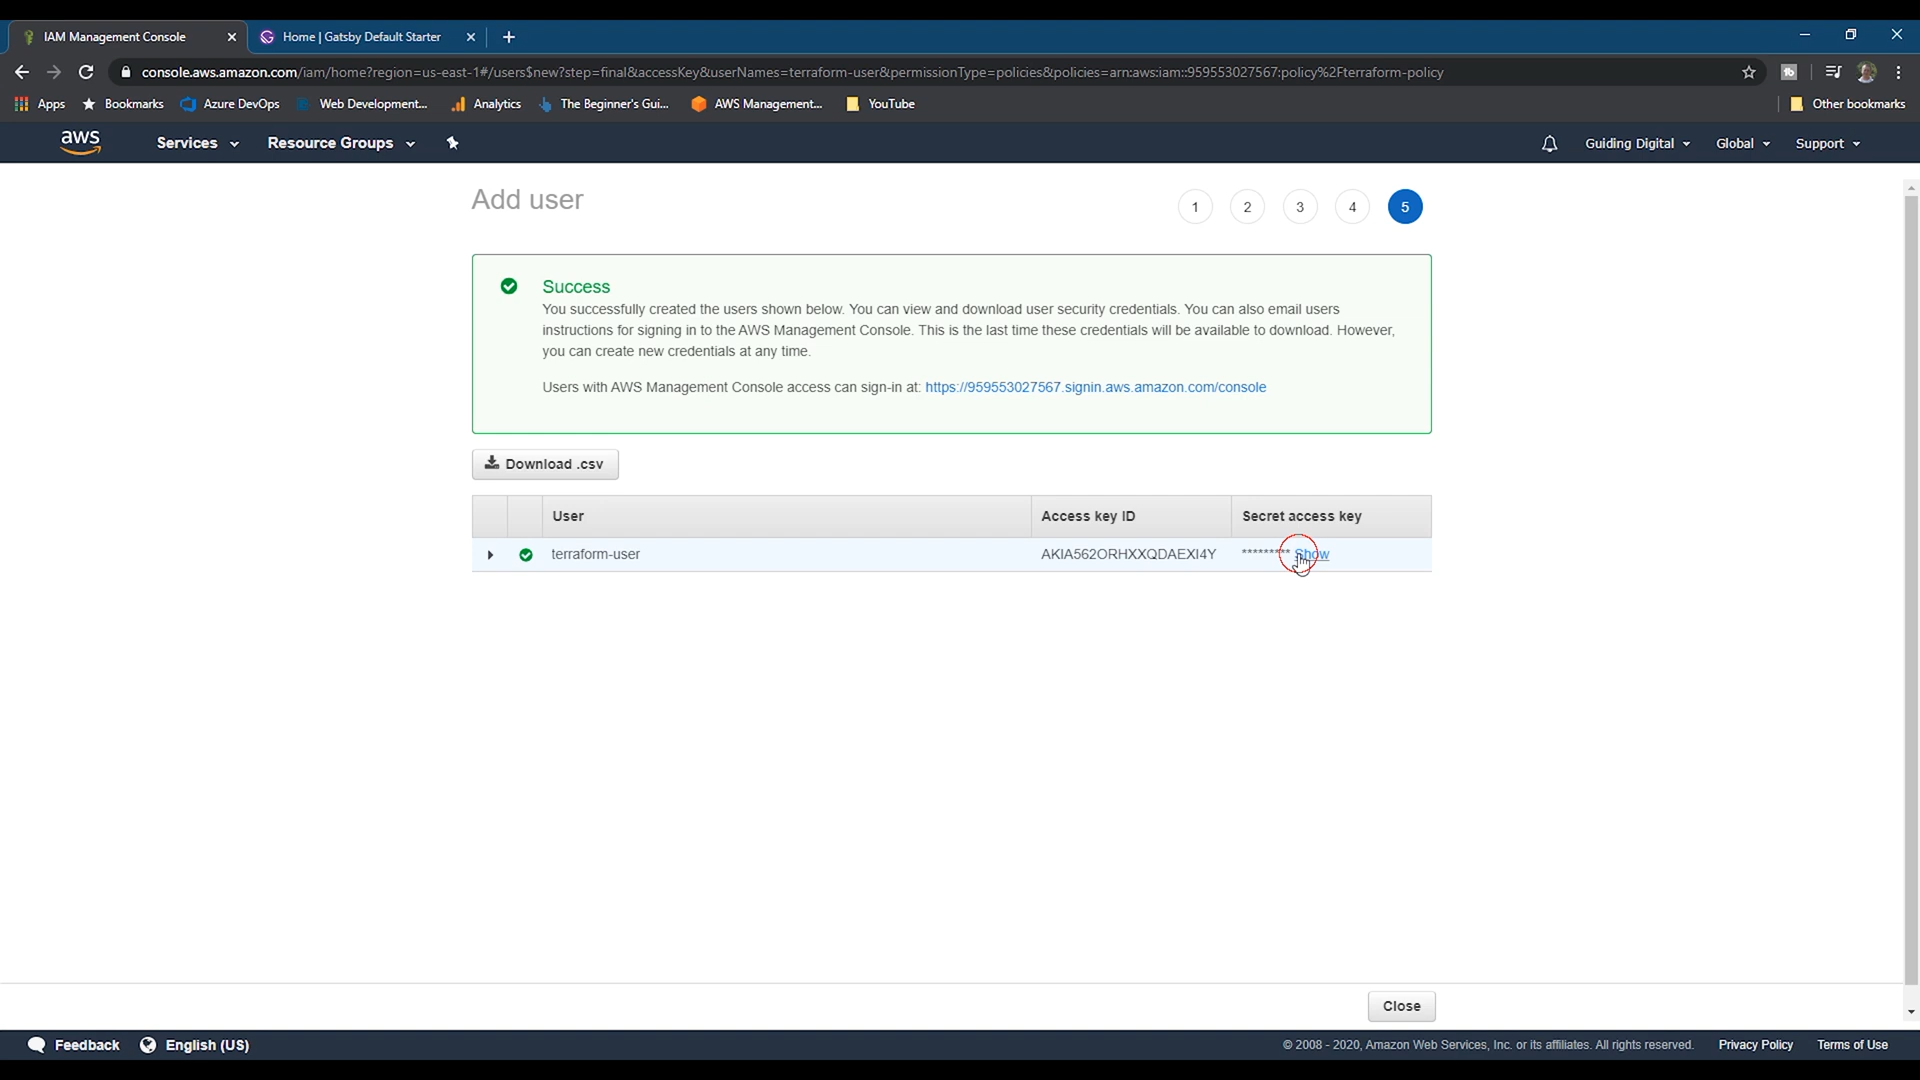 IAM Management Console
Home | Gatsby Default Starter
console.aws.amazon.com/iam/home?region=us-east-1#/users$new?step=final&accessKey&userNames=terraform-user&permissionType=policies&policies=arn:aws:iam::959553027567:policy%2Fterraform-policy
Apps Bookmarks Azure DevOps Web Development... Analytics The Beginner's Gui... AWS Management... YouTube Other bookmarks
aws Services Resource Groups Guiding Digital Global Support
Add user
1 2 3 4 5
Success
You successfully created the users shown below. You can view and download user security credentials. You can also email users
instructions for signing in to the AWS Management Console. This is the last time these credentials will be available to download. However,
you can create new credentials at any time.
Users with AWS Management Console access can sign-in at: https://959553027567.signin.aws.amazon.com/console
Download .csv
User Access key ID Secret access key
terraform-user AKIA562ORHXXQDAEXI4Y ********* Show
Close
Feedback English (US) © 2008 - 2020, Amazon Web Services, Inc. or its affiliates. All rights reserved. Privacy Policy Terms of Use